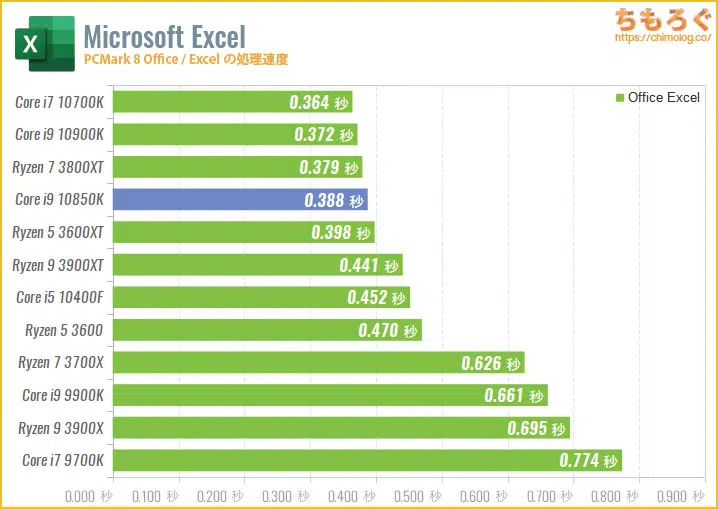 X
Microsoft Excel
PCMark 8 Office / Excel の処理速度
ちもろぐ
https://chimolog.co/
Office Excel
Core i7 10700K 0.364 秒
Core i9 10900K 0.372 秒
Ryzen 7 3800XT 0.379 秒
Core i9 10850K 0.388 秒
Ryzen 5 3600XT 0.398 秒
Ryzen 9 3900XT 0.441 秒
Core i5 10400F 0.452 秒
Ryzen 5 3600 0.470 秒
Ryzen 7 3700X 0.626 秒
Core i9 9900K 0.661 秒
Ryzen 9 3900X 0.695 秒
Core i7 9700K 0.774 秒
0.000 秒 0.100 秒 0.200 秒 0.300 秒 0.400 秒 0.500 秒 0.600 秒 0.700 秒 0.800 秒 0.900 秒